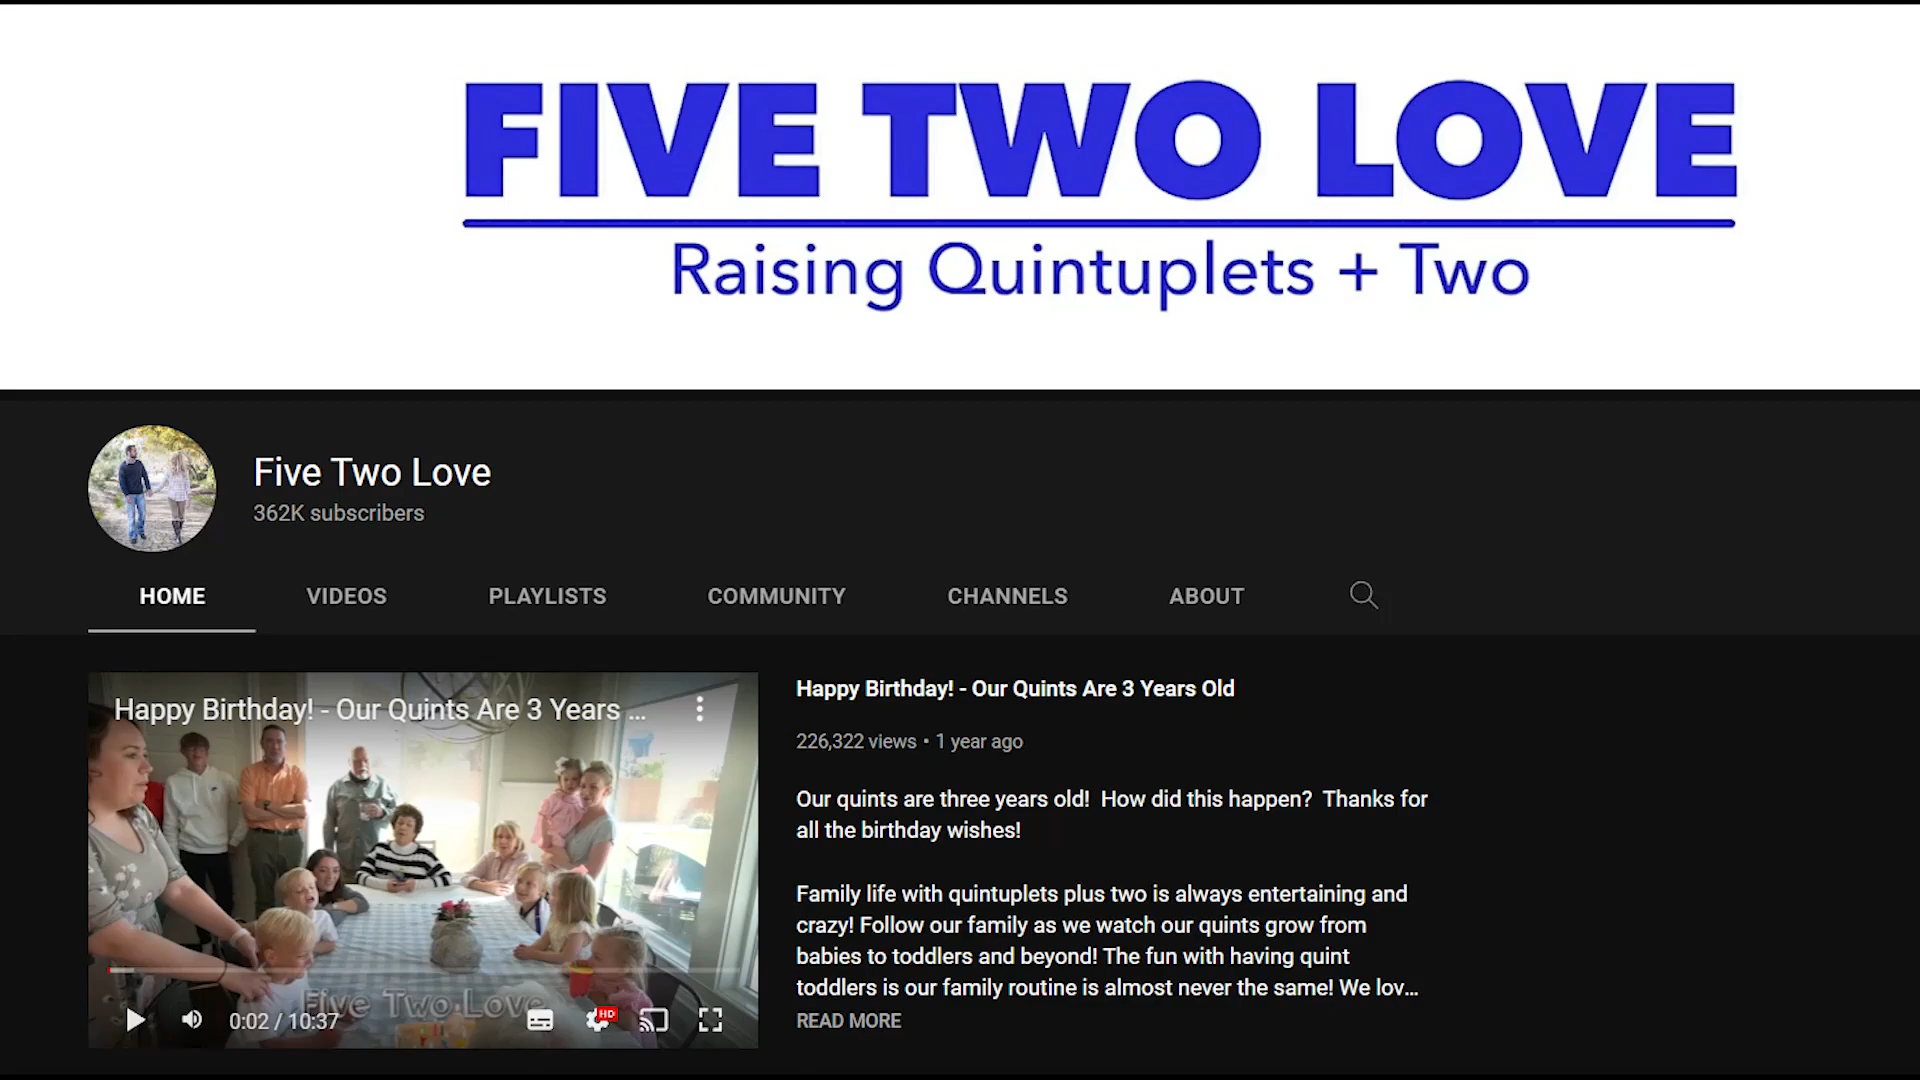 FIVE TWO LOVE
Raising Quintuplets + Two
Five Two Love
362K subscribers
HOME VIDEOS PLAYLISTS COMMUNITY CHANNELS ABOUT
Happy Birthday! - Our Quints Are 3 Years ...
Five Two Love
0:02 / 10:37
HD
Happy Birthday! - Our Quints Are 3 Years Old
226,322 views • 1 year ago
Our quints are three years old!  How did this happen?  Thanks for
all the birthday wishes!
Family life with quintuplets plus two is always entertaining and
crazy! Follow our family as we watch our quints grow from
babies to toddlers and beyond! The fun with having quint
toddlers is our family routine is almost never the same! We lov...
READ MORE